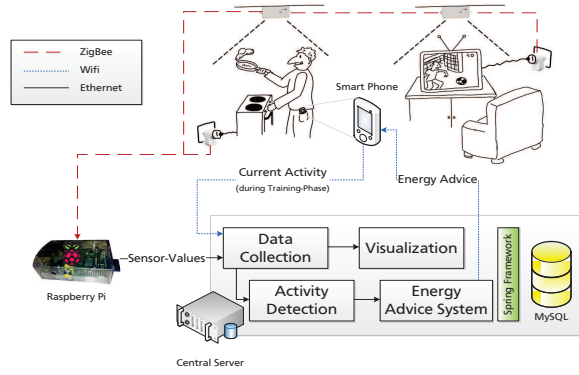 ZigBee
Wifi
Ethernet
Smart Phone
Current Activity
(during Training-Phase)
Energy Advice
Raspberry Pi
Sensor-Values
Data
Collection
Visualization
Activity
Detection
Energy
Advice System
Spring Framework
MySQL
Central Server